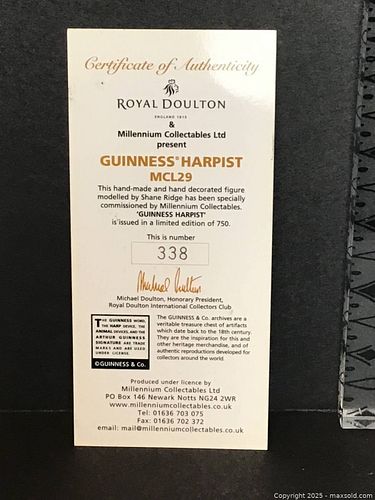 Certificate of Authenticity
ROYAL DOULTON
ENGLAND 1815
&
Millennium Collectables Ltd
present
GUINNESS® HARPIST
MCL29
This hand-made and hand decorated figure
modelled by Shane Ridge has been specially
commissioned by Millennium Collectables.
'GUINNESS HARPIST'
is issued in a limited edition of 750.
This is number
338
Michael Doulton
Michael Doulton, Honorary President,
Royal Doulton International Collectors Club
THE GUINNESS WORD,
THE HARP DEVICE, THE
ANIMAL DEVICES, AND THE
ARTHUR GUINNESS
SIGNATURE ARE TRADE
MARKS AND ARE USED
UNDER LICENSE.
©GUINNESS & Co.
The GUINNESS & Co. archives are a
veritable treasure chest of artifacts
which date back to the 18th century.
They are the inspiration for this and
other heritage merchandise, and of
authentic reproductions developed for
collectors around the world.
Produced under licence by
Millennium Collectables Ltd
PO Box 146 Newark Notts NG24 2WR
www.millenniumcollectables.co.uk
Tel: 01636 703 075
Fax: 01636 702 372
email: mail@millenniumcollectables.co.uk
Copyright 2025 - maxsold.com